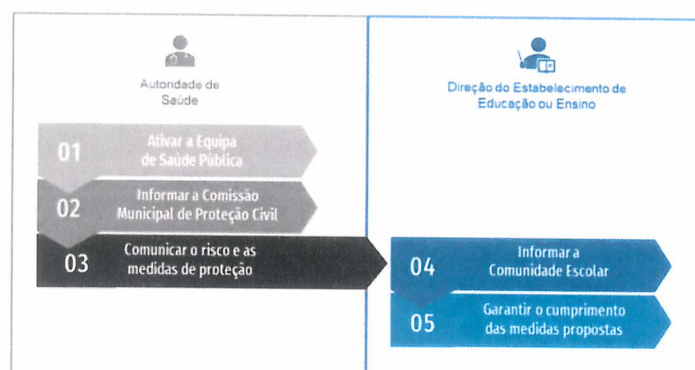 Autoridade de
Saúde
01
Ativar a Equipa
de Saúde Pública
02
Informar a Comissão
Municipal de Proteção Civil
03
Comunicar o risco e as
medidas de proteção
Direção do Estabelecimento de
Educação ou Ensino
04
Informar a
Comunidade Escolar
05
Garantir o cumprimento
das medidas propostas